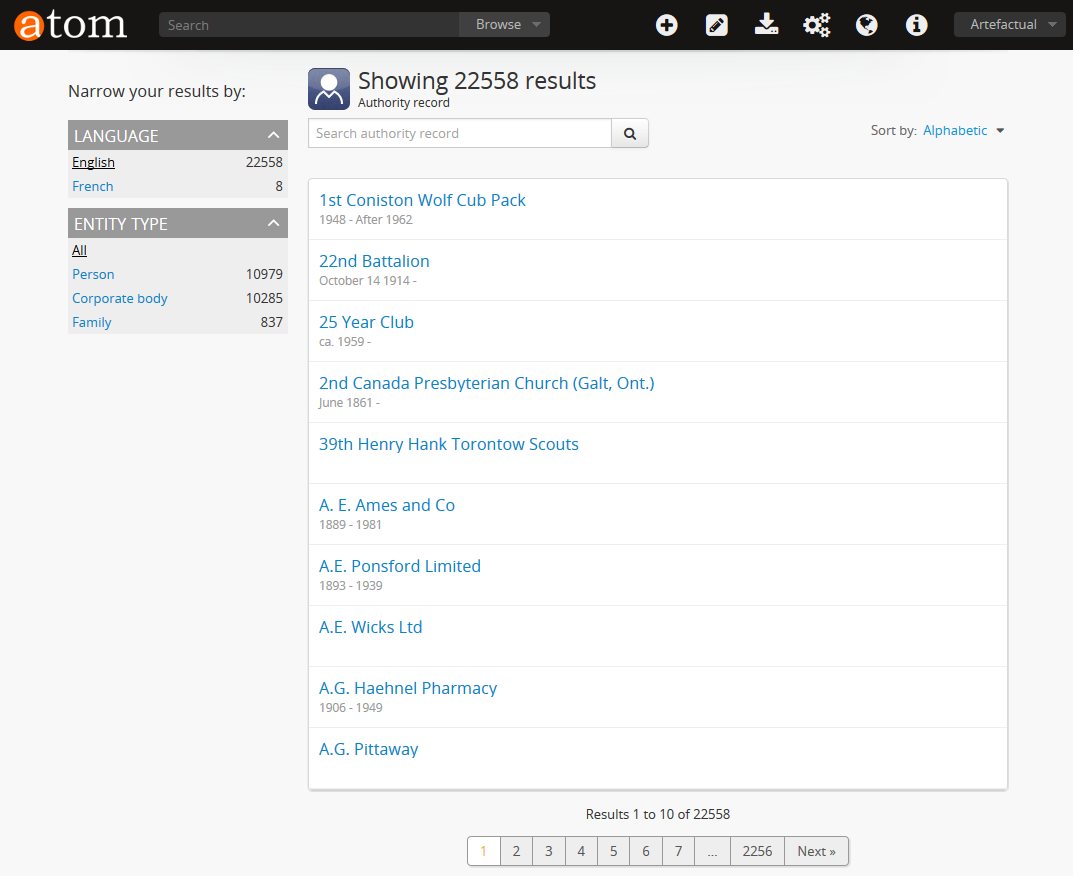 atom
Search
Browse
Artefactual
Narrow your results by:
LANGUAGE
English 22558
French 8
ENTITY TYPE
All
Person 10979
Corporate body 10285
Family 837
Showing 22558 results
Authority record
Search authority record
Sort by: Alphabetic
1st Coniston Wolf Cub Pack
1948 - After 1962
22nd Battalion
October 14 1914 -
25 Year Club
ca. 1959 -
2nd Canada Presbyterian Church (Galt, Ont.)
June 1861 -
39th Henry Hank Torontow Scouts
A. E. Ames and Co
1889 - 1981
A.E. Ponsford Limited
1893 - 1939
A.E. Wicks Ltd
A.G. Haehnel Pharmacy
1906 - 1949
A.G. Pittaway
Results 1 to 10 of 22558
1 2 3 4 5 6 7 ... 2256 Next »